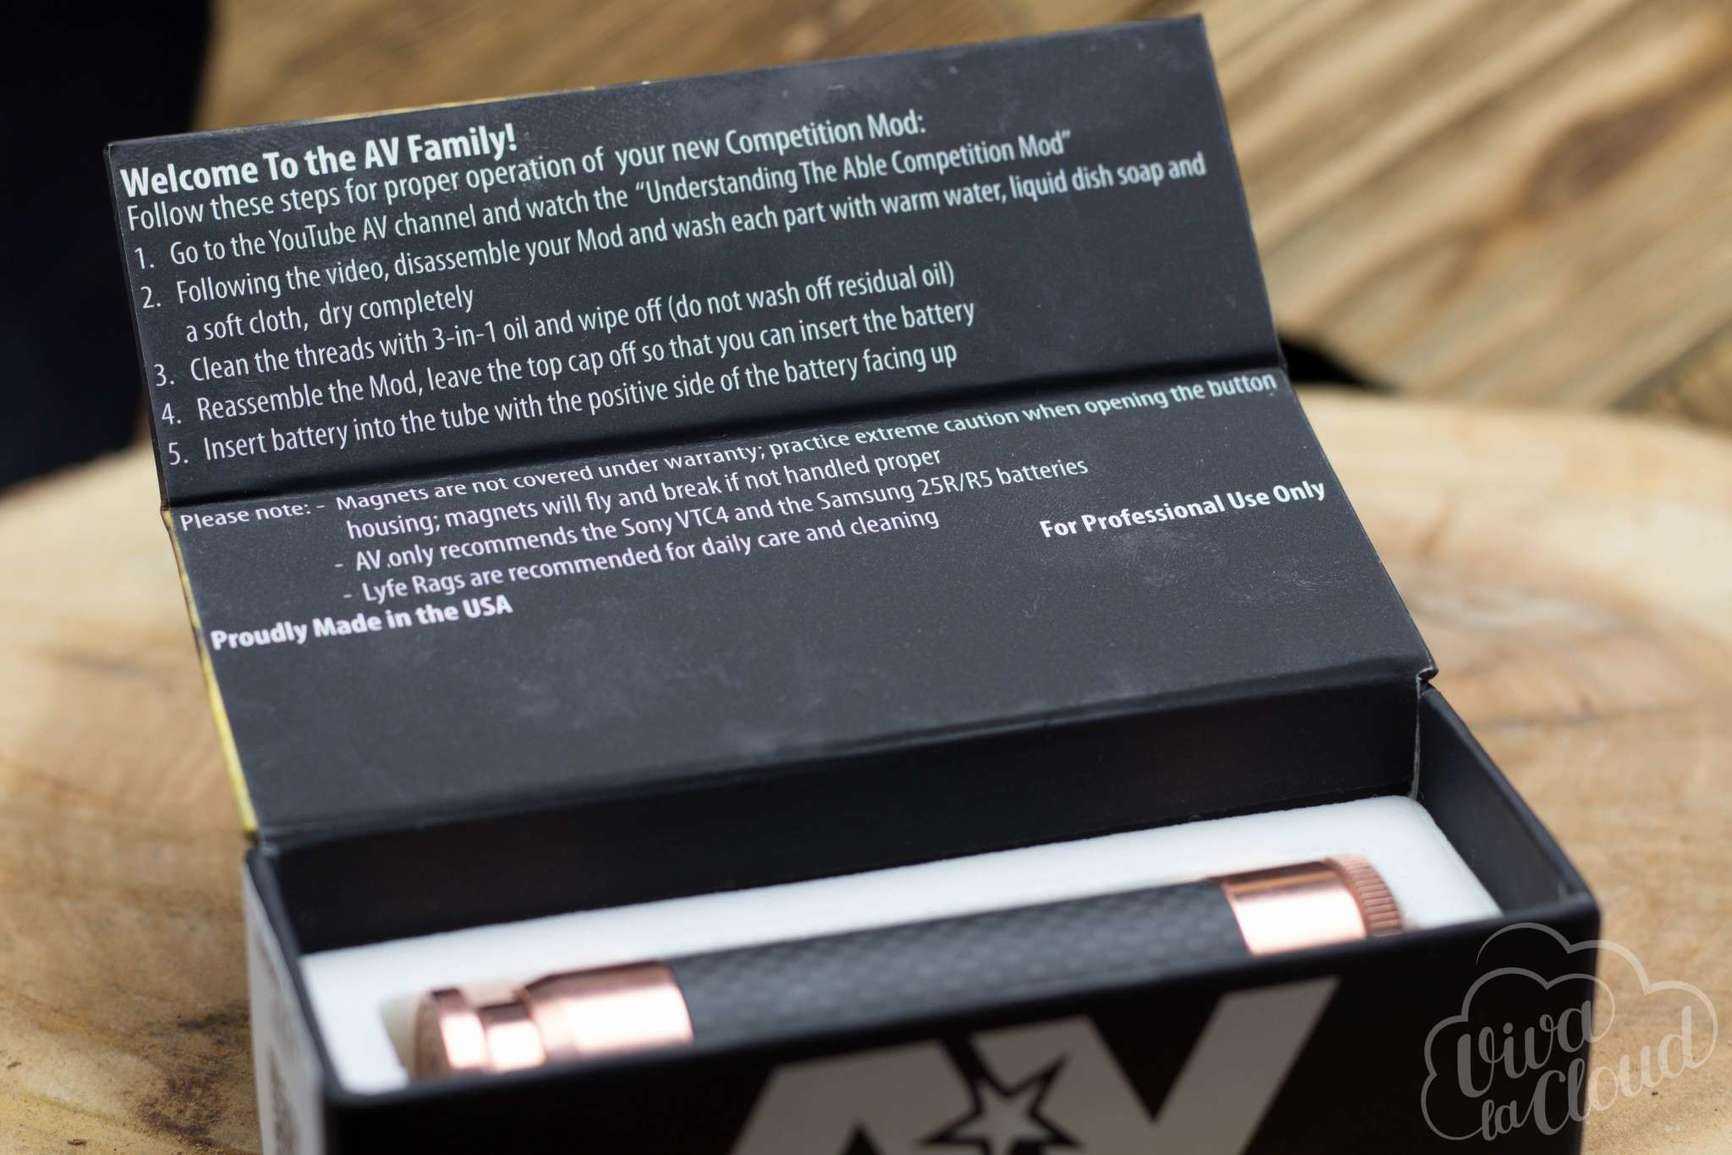 Welcome To the AV Family!
Follow these steps for proper operation of your new Competition Mod:
1. Go to the YouTube AV channel and watch the "Understanding The Able Competition Mod"
2. Following the video, disassemble your Mod and wash each part with warm water, liquid dish soap and
a soft cloth, dry completely
3. Clean the threads with 3-in-1 oil and wipe off (do not wash off residual oil)
4. Reassemble the Mod, leave the top cap off so that you can insert the battery
5. Insert battery into the tube with the positive side of the battery facing up
Please note: - Magnets are not covered under warranty; practice extreme caution when opening the button
housing; magnets will fly and break if not handled proper
- AV only recommends the Sony VTC4 and the Samsung 25R/R5 batteries
- Lyfe Rags are recommended for daily care and cleaning
For Professional Use Only
Proudly Made in the USA
AV
Viva
la Cloud